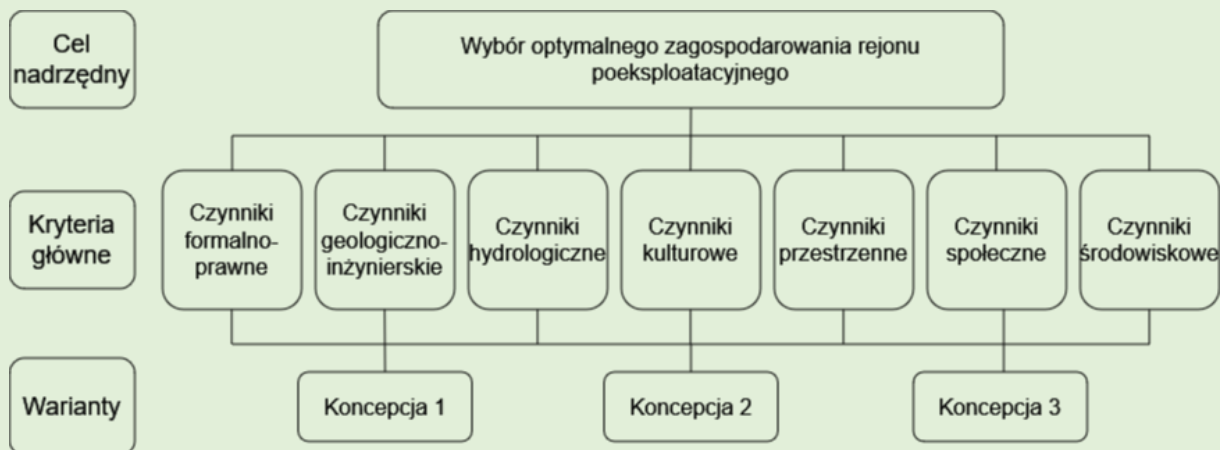 Cel
nadrzędny
Wybór optymalnego zagospodarowania rejonu
poeksploatacyjnego
Kryteria
główne
Czynniki
formalno-
prawne
Czynniki
geologiczno-
inżynierskie
Czynniki
hydrologiczne
Czynniki
kulturowe
Czynniki
przestrzenne
Czynniki
społeczne
Czynniki
środowiskowe
Warianty
Koncepcja 1
Koncepcja 2
Koncepcja 3